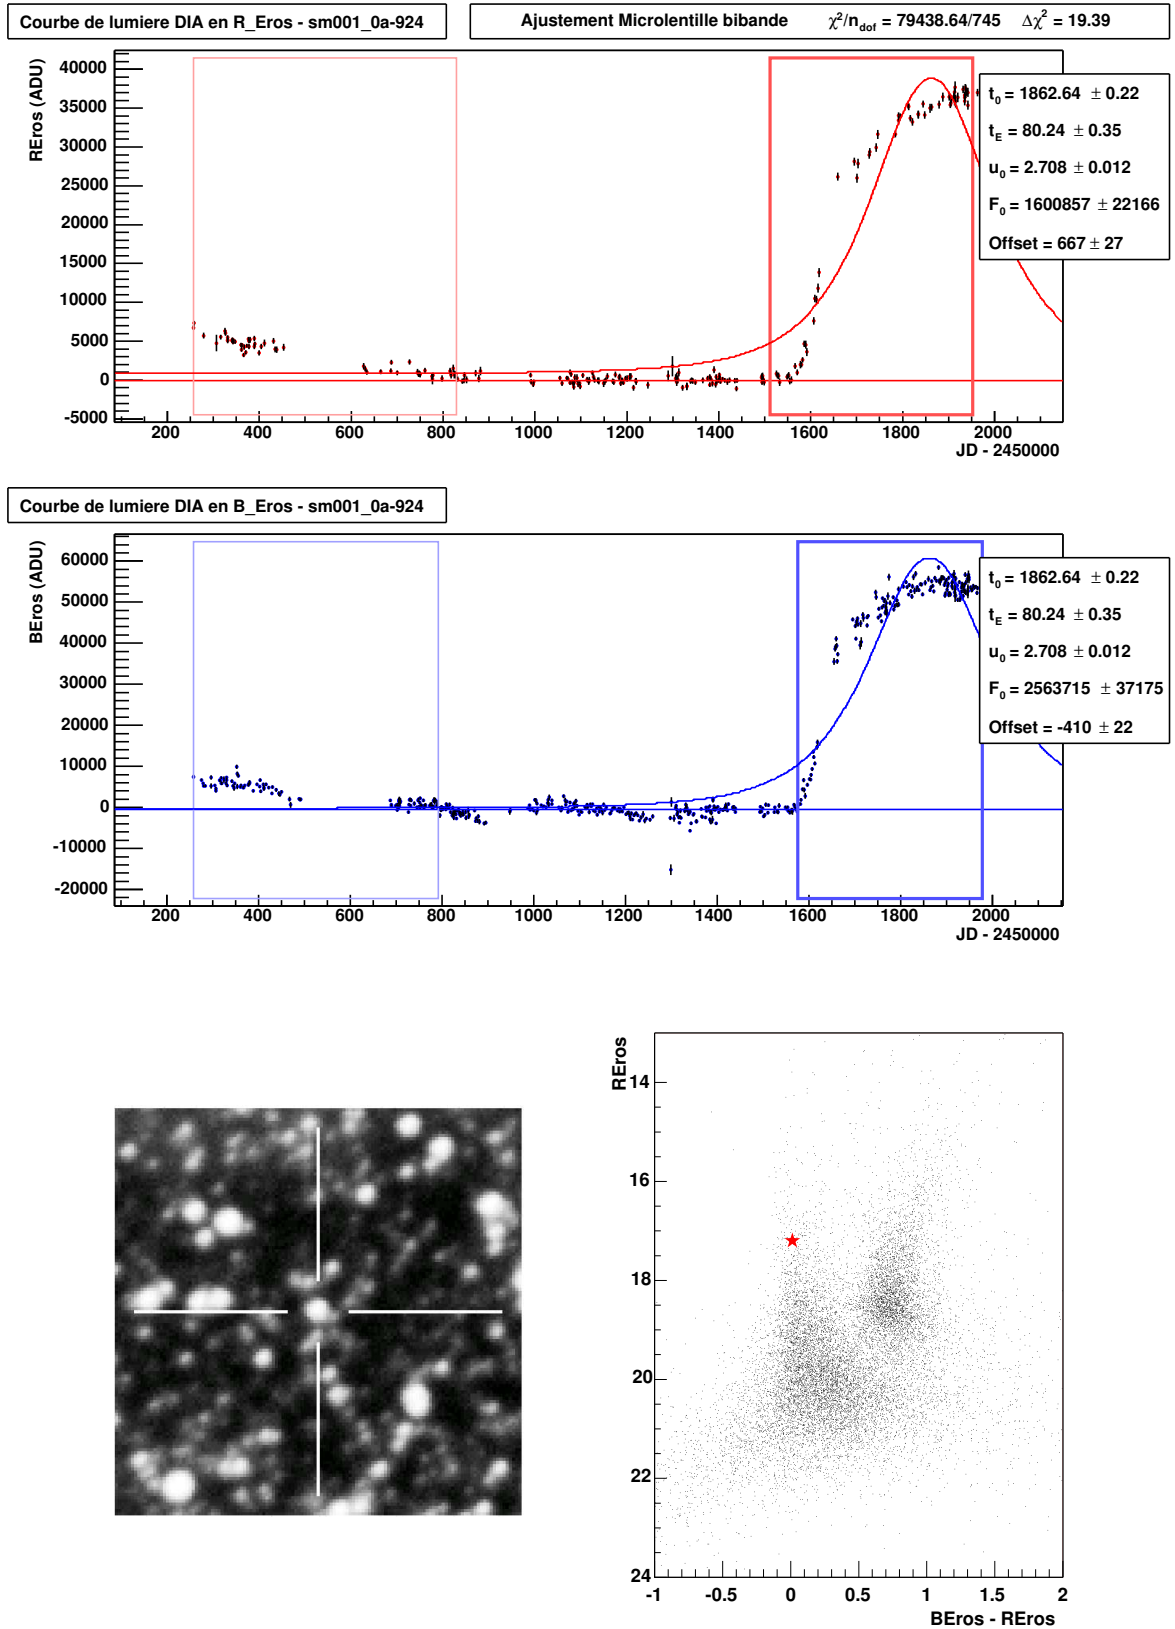 Courbe de lumiere DIA en R_Eros - sm001_0a-924
Ajustement Microlentille bibande χ²/n_dof = 79438.64/745 Δχ² = 19.39
REros (ADU)
40000
35000
30000
25000
20000
15000
10000
5000
0
-5000
t₀ = 1862.64 ± 0.22
t_E = 80.24 ± 0.35
u₀ = 2.708 ± 0.012
F₀ = 1600857 ± 22166
Offset = 667 ± 27
200 400 600 800 1000 1200 1400 1600 1800 2000
JD - 2450000
Courbe de lumiere DIA en B_Eros - sm001_0a-924
BEros (ADU)
60000
50000
40000
30000
20000
10000
0
-10000
-20000
t₀ = 1862.64 ± 0.22
t_E = 80.24 ± 0.35
u₀ = 2.708 ± 0.012
F₀ = 2563715 ± 37175
Offset = -410 ± 22
200 400 600 800 1000 1200 1400 1600 1800 2000
JD - 2450000
REros
14
16
18
20
22
24
-1 -0.5 0 0.5 1 1.5 2
BEros - REros